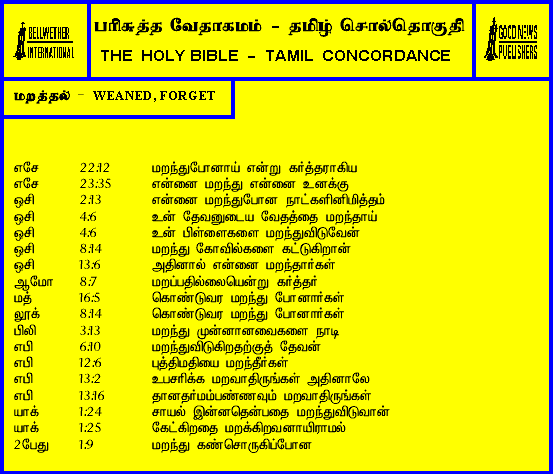 BELLWETHER
INTERNATIONAL
பரிசுத்த வேதாகமம் - தமிழ் சொல்தொகுதி
THE HOLY BIBLE - TAMIL CONCORDANCE
GOOD NEWS
PUBLISHERS
மறத்தல் - WEANED, FORGET
எசே 22:12 மறந்துபோனாய் என்று கர்த்தராகிய
எசே 23:35 என்னை மறந்து என்னை உனக்கு
ஒசி 2:13 என்னை மறந்துபோன நாட்களினிமித்தம்
ஒசி 4:6 உன் தேவனுடைய வேதத்தை மறந்தாய்
ஒசி 4:6 உன் பிள்ளைகளை மறந்துவிடுவேன்
ஒசி 8:14 மறந்து கோவில்களை கட்டுகிறான்
ஒசி 13:6 அதினால் என்னை மறந்தார்கள்
ஆமோ 8:7 மறப்பதில்லையென்று கர்த்தர்
மத் 16:5 கொண்டுவர மறந்து போனார்கள்
லூக் 8:14 கொண்டுவர மறந்து போனார்கள்
பிலி 3:13 மறந்து முன்னானவைகளை நாடி
எபி 6:10 மறந்துவிடுகிறதற்குத் தேவன்
எபி 12:6 புத்திமதியை மறந்தீர்கள்
எபி 13:2 உபசரிக்க மறவாதிருங்கள் அதினாலே
எபி 13:16 தானதர்மம்பண்ணவும் மறவாதிருங்கள்
யாக் 1:24 சாயல் இன்னதென்பதை மறந்துவிடுவான்
யாக் 1:25 கேட்கிறதை மறக்கிறவனாயிராமல்
2பேது 1:9 மறந்து கண்சொருகிப்போன